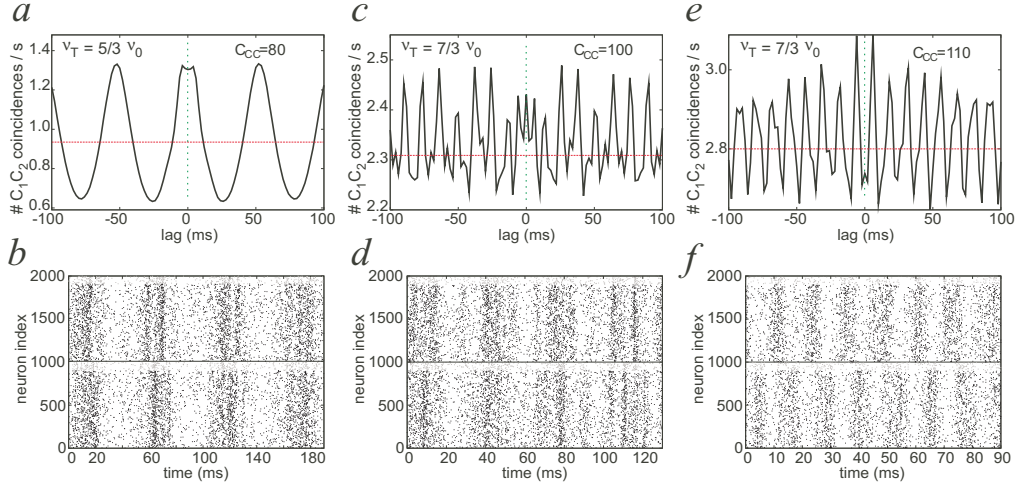 a
c
e
ν_T = 5/3 ν_0
C_CC=80
ν_T = 7/3 ν_0
C_CC=100
ν_T = 7/3 ν_0
C_CC=110
# C_1C_2 coincidences / s
1.4
1.2
0.9
0.6
-100
-50
0
50
100
lag (ms)
# C_1C_2 coincidences / s
2.5
2.4
2.3
2.2
-100
-50
0
50
100
lag (ms)
# C_1C_2 coincidences / s
3.0
2.8
-100
-50
0
50
100
lag (ms)
b
d
f
neuron index
2000
1500
1000
500
0
0
20
60
100
140
180
time (ms)
neuron index
2000
1500
1000
500
0
0
20
40
60
80
100
120
time (ms)
neuron index
2000
1500
1000
500
0
0
10
20
30
40
50
60
70
80
90
time (ms)